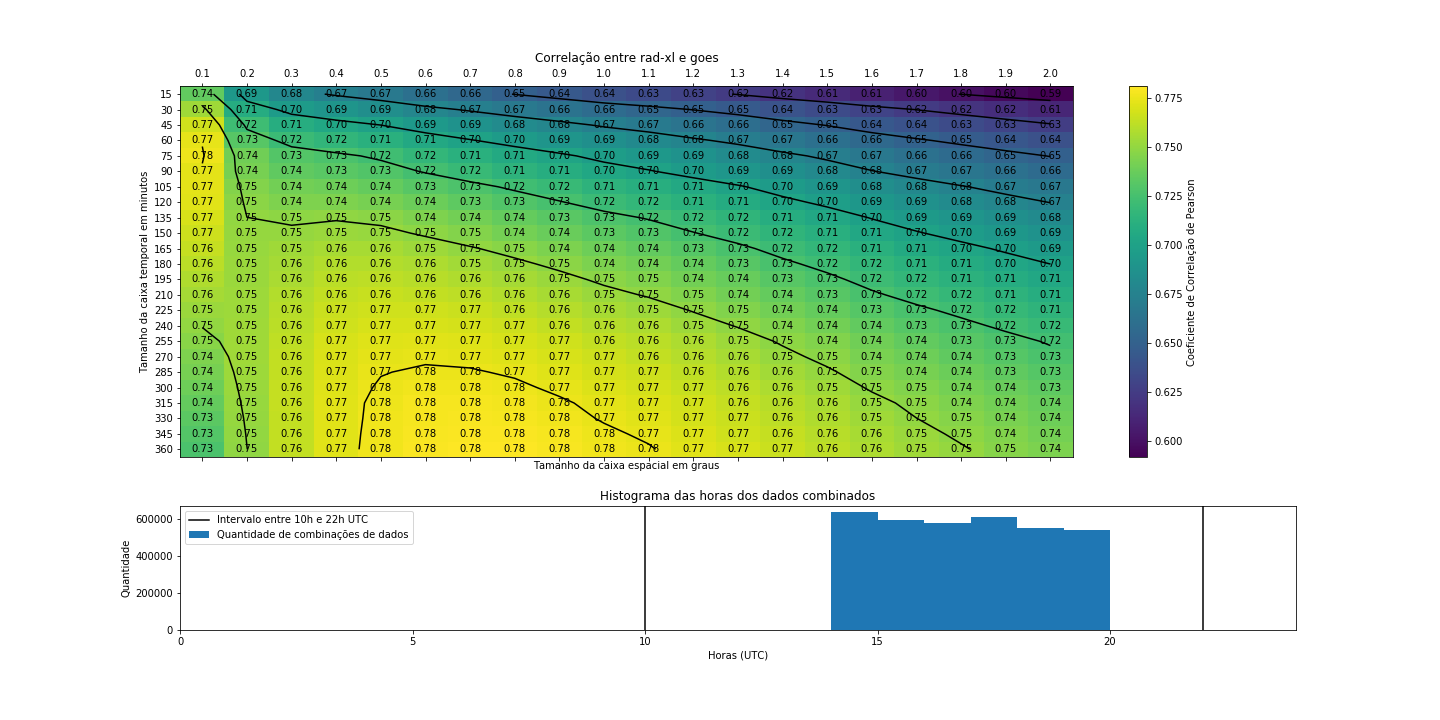 Correlação entre rad-xl e goes
0.1 0.2 0.3 0.4 0.5 0.6 0.7 0.8 0.9 1.0 1.1 1.2 1.3 1.4 1.5 1.6 1.7 1.8 1.9 2.0
15 0.74 0.69 0.68 0.67 0.67 0.66 0.66 0.65 0.64 0.64 0.63 0.63 0.62 0.62 0.61 0.61 0.60 0.60 0.60 0.59
30 0.75 0.71 0.70 0.69 0.69 0.68 0.67 0.67 0.66 0.66 0.65 0.65 0.65 0.64 0.63 0.63 0.62 0.62 0.62 0.61
45 0.77 0.72 0.71 0.70 0.70 0.69 0.69 0.68 0.68 0.67 0.67 0.66 0.66 0.65 0.65 0.64 0.64 0.63 0.63 0.63
60 0.77 0.73 0.72 0.72 0.71 0.71 0.70 0.70 0.69 0.69 0.68 0.68 0.67 0.67 0.66 0.66 0.65 0.65 0.64 0.64
75 0.78 0.74 0.73 0.73 0.72 0.72 0.71 0.71 0.70 0.70 0.69 0.69 0.68 0.68 0.67 0.67 0.66 0.66 0.65 0.65
90 0.77 0.74 0.74 0.73 0.73 0.72 0.72 0.71 0.71 0.70 0.70 0.70 0.69 0.69 0.68 0.68 0.67 0.67 0.66 0.66
105 0.77 0.75 0.74 0.74 0.74 0.73 0.73 0.72 0.72 0.71 0.71 0.71 0.70 0.70 0.69 0.68 0.68 0.68 0.67 0.67
120 0.77 0.75 0.74 0.74 0.74 0.74 0.73 0.73 0.73 0.72 0.72 0.71 0.71 0.70 0.70 0.69 0.69 0.68 0.68 0.67
135 0.77 0.75 0.75 0.75 0.75 0.74 0.74 0.74 0.73 0.73 0.72 0.72 0.72 0.71 0.71 0.70 0.70 0.69 0.69 0.68
150 0.77 0.75 0.75 0.75 0.75 0.75 0.74 0.74 0.74 0.73 0.73 0.73 0.72 0.72 0.71 0.71 0.70 0.70 0.69 0.69
165 0.76 0.75 0.75 0.76 0.76 0.75 0.75 0.75 0.74 0.74 0.74 0.73 0.73 0.72 0.72 0.71 0.71 0.70 0.70 0.69
180 0.76 0.75 0.75 0.76 0.76 0.76 0.75 0.75 0.75 0.74 0.74 0.74 0.73 0.73 0.72 0.72 0.71 0.71 0.70 0.70
195 0.76 0.75 0.76 0.76 0.76 0.76 0.76 0.75 0.75 0.75 0.74 0.74 0.74 0.73 0.73 0.72 0.72 0.71 0.71 0.71
210 0.76 0.75 0.76 0.76 0.76 0.76 0.76 0.76 0.76 0.75 0.75 0.75 0.74 0.74 0.73 0.73 0.72 0.72 0.71 0.71
225 0.75 0.75 0.76 0.77 0.77 0.77 0.76 0.76 0.76 0.76 0.75 0.75 0.75 0.74 0.74 0.73 0.73 0.72 0.72 0.71
240 0.75 0.75 0.76 0.77 0.77 0.77 0.77 0.77 0.76 0.76 0.76 0.75 0.75 0.74 0.74 0.74 0.73 0.73 0.72 0.72
255 0.75 0.75 0.76 0.77 0.77 0.77 0.77 0.77 0.77 0.76 0.76 0.76 0.75 0.75 0.74 0.74 0.74 0.73 0.73 0.72
270 0.74 0.75 0.76 0.77 0.77 0.77 0.77 0.77 0.77 0.77 0.76 0.76 0.76 0.75 0.75 0.74 0.74 0.74 0.73 0.73
285 0.74 0.75 0.76 0.77 0.77 0.78 0.78 0.77 0.77 0.77 0.77 0.76 0.76 0.75 0.75 0.75 0.74 0.74 0.73 0.73
300 0.74 0.75 0.76 0.77 0.78 0.78 0.78 0.78 0.77 0.77 0.77 0.76 0.76 0.76 0.75 0.75 0.74 0.74 0.74 0.73
315 0.74 0.75 0.76 0.77 0.78 0.78 0.78 0.78 0.78 0.77 0.77 0.77 0.76 0.76 0.76 0.75 0.75 0.74 0.74 0.74
330 0.73 0.75 0.76 0.77 0.78 0.78 0.78 0.78 0.78 0.77 0.77 0.77 0.77 0.76 0.76 0.75 0.75 0.75 0.74 0.74
345 0.73 0.75 0.76 0.77 0.78 0.78 0.78 0.78 0.78 0.78 0.77 0.77 0.77 0.76 0.76 0.76 0.75 0.75 0.74 0.74
360 0.73 0.75 0.76 0.77 0.78 0.78 0.78 0.78 0.78 0.78 0.78 0.77 0.77 0.77 0.76 0.76 0.75 0.75 0.75 0.74
Tamanho da caixa temporal em minutos
Tamanho da caixa espacial em graus
0.775
0.750
0.725
0.700
0.675
0.650
0.625
0.600
Coeficiente de Correlação de Pearson
Histograma das horas dos dados combinados
Intervalo entre 10h e 22h UTC
Quantidade de combinações de dados
600000
400000
200000
0
Quantidade
0 5 10 15 20
Horas (UTC)